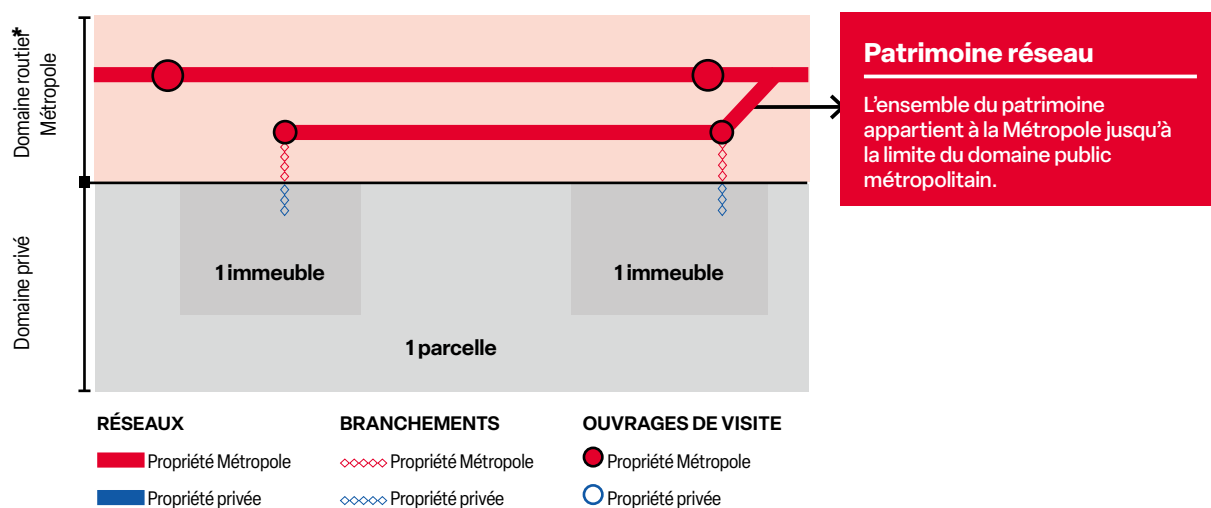 Domaine routier*
Métropole
Domaine privé
Patrimoine réseau
L'ensemble du patrimoine
appartient à la Métropole jusqu'à
la limite du domaine public
métropolitain.
1 immeuble
1 immeuble
1 parcelle
RÉSEAUX
Propriété Métropole
Propriété privée
BRANCHEMENTS
Propriété Métropole
Propriété privée
OUVRAGES DE VISITE
Propriété Métropole
Propriété privée